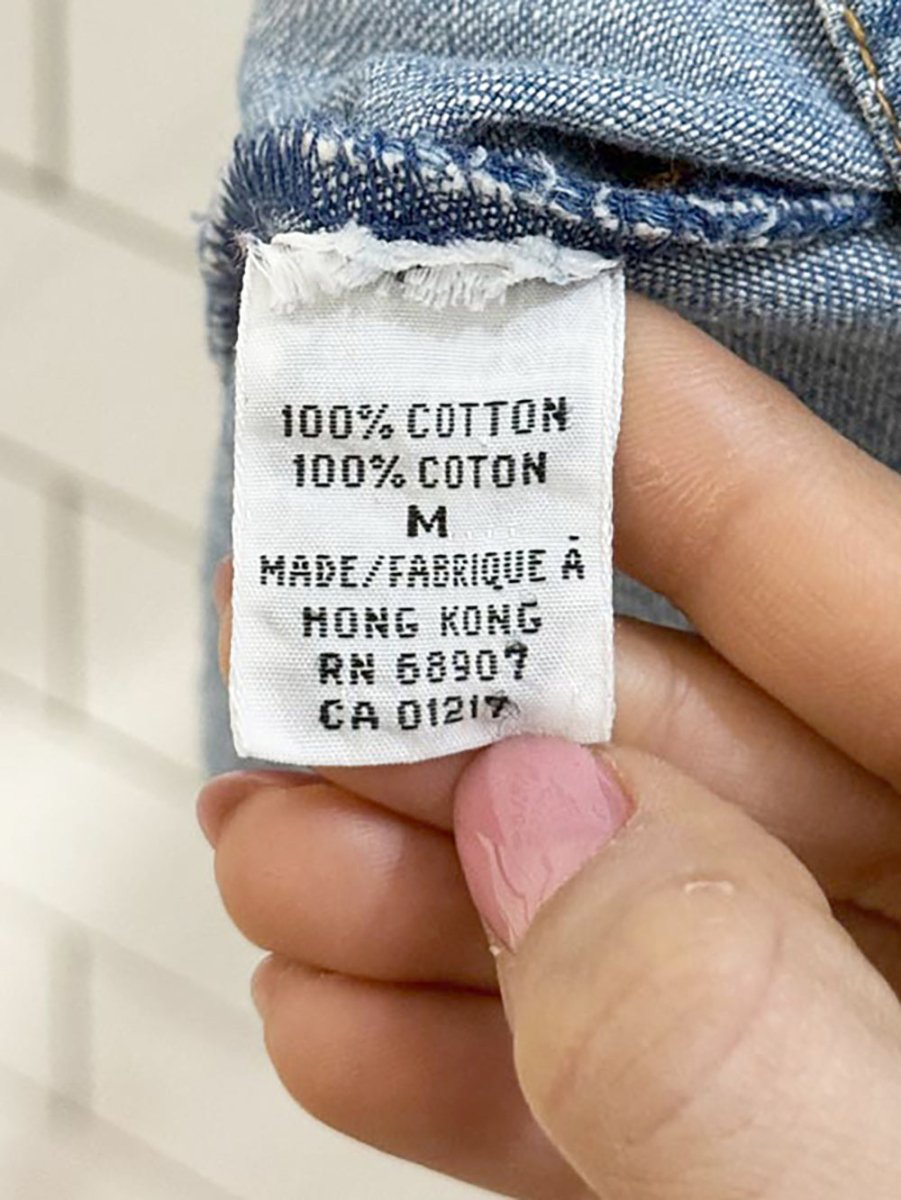 100% COTTON
100% COTON
M
MADE/FABRIQUE À
HONG KONG
RN 68907
CA 01217